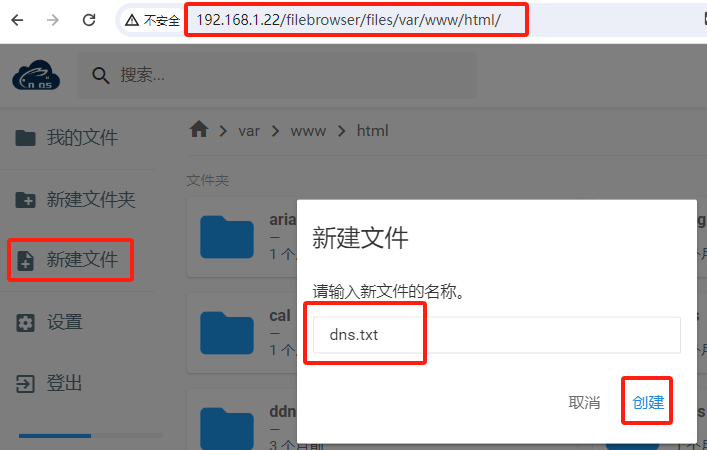 不安全 192.168.1.22/filebrowser/files/var/www/html/
搜索...
我的文件
新建文件夹
新建文件
设置
登出
var > www > html
文件夹
aria
—
1 个
cal
—
1 个
ddn
—
3 个月前
新建文件
请输入新文件的名称。
dns.txt
取消
创建